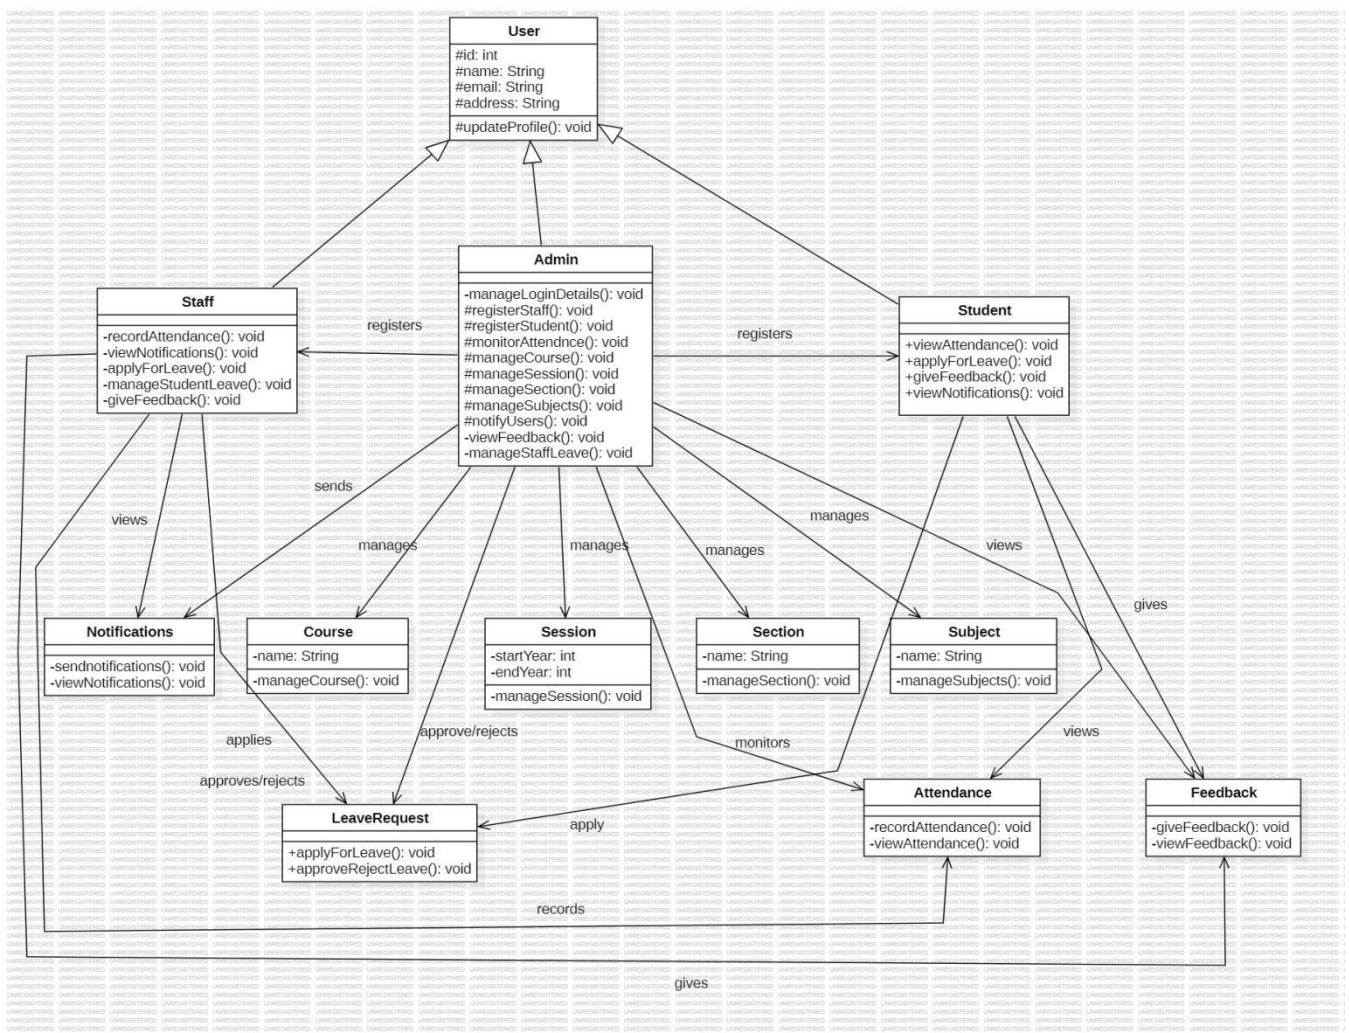 User
#id: int
#name: String
#email: String
#address: String
#updateProfile(): void
Admin
-manageLoginDetails(): void
#registerStaff(): void
#registerStudent(): void
#monitorAttendnce(): void
#manageCourse(): void
#manageSession(): void
#manageSection(): void
#manageSubjects(): void
#notifyUsers(): void
-viewFeedback(): void
-manageStaffLeave(): void
Staff
-recordAttendance(): void
-viewNotifications(): void
-applyForLeave(): void
-manageStudentLeave(): void
-giveFeedback(): void
registers
registers
Student
+viewAttendance(): void
+applyForLeave(): void
+giveFeedback(): void
+viewNotifications(): void
sends
views
manages
manages
manages
manages
views
gives
Notifications
-sendnotifications(): void
-viewNotifications(): void
Course
-name: String
-manageCourse(): void
Session
-startYear: int
-endYear: int
-manageSession(): void
Section
-name: String
-manageSection(): void
Subject
-name: String
-manageSubjects(): void
applies
approve/rejects
monitors
views
approves/rejects
LeaveRequest
+applyForLeave(): void
+approveRejectLeave(): void
apply
Attendance
-recordAttendance(): void
-viewAttendance(): void
Feedback
-giveFeedback(): void
-viewFeedback(): void
records
gives
UNREGISTERED